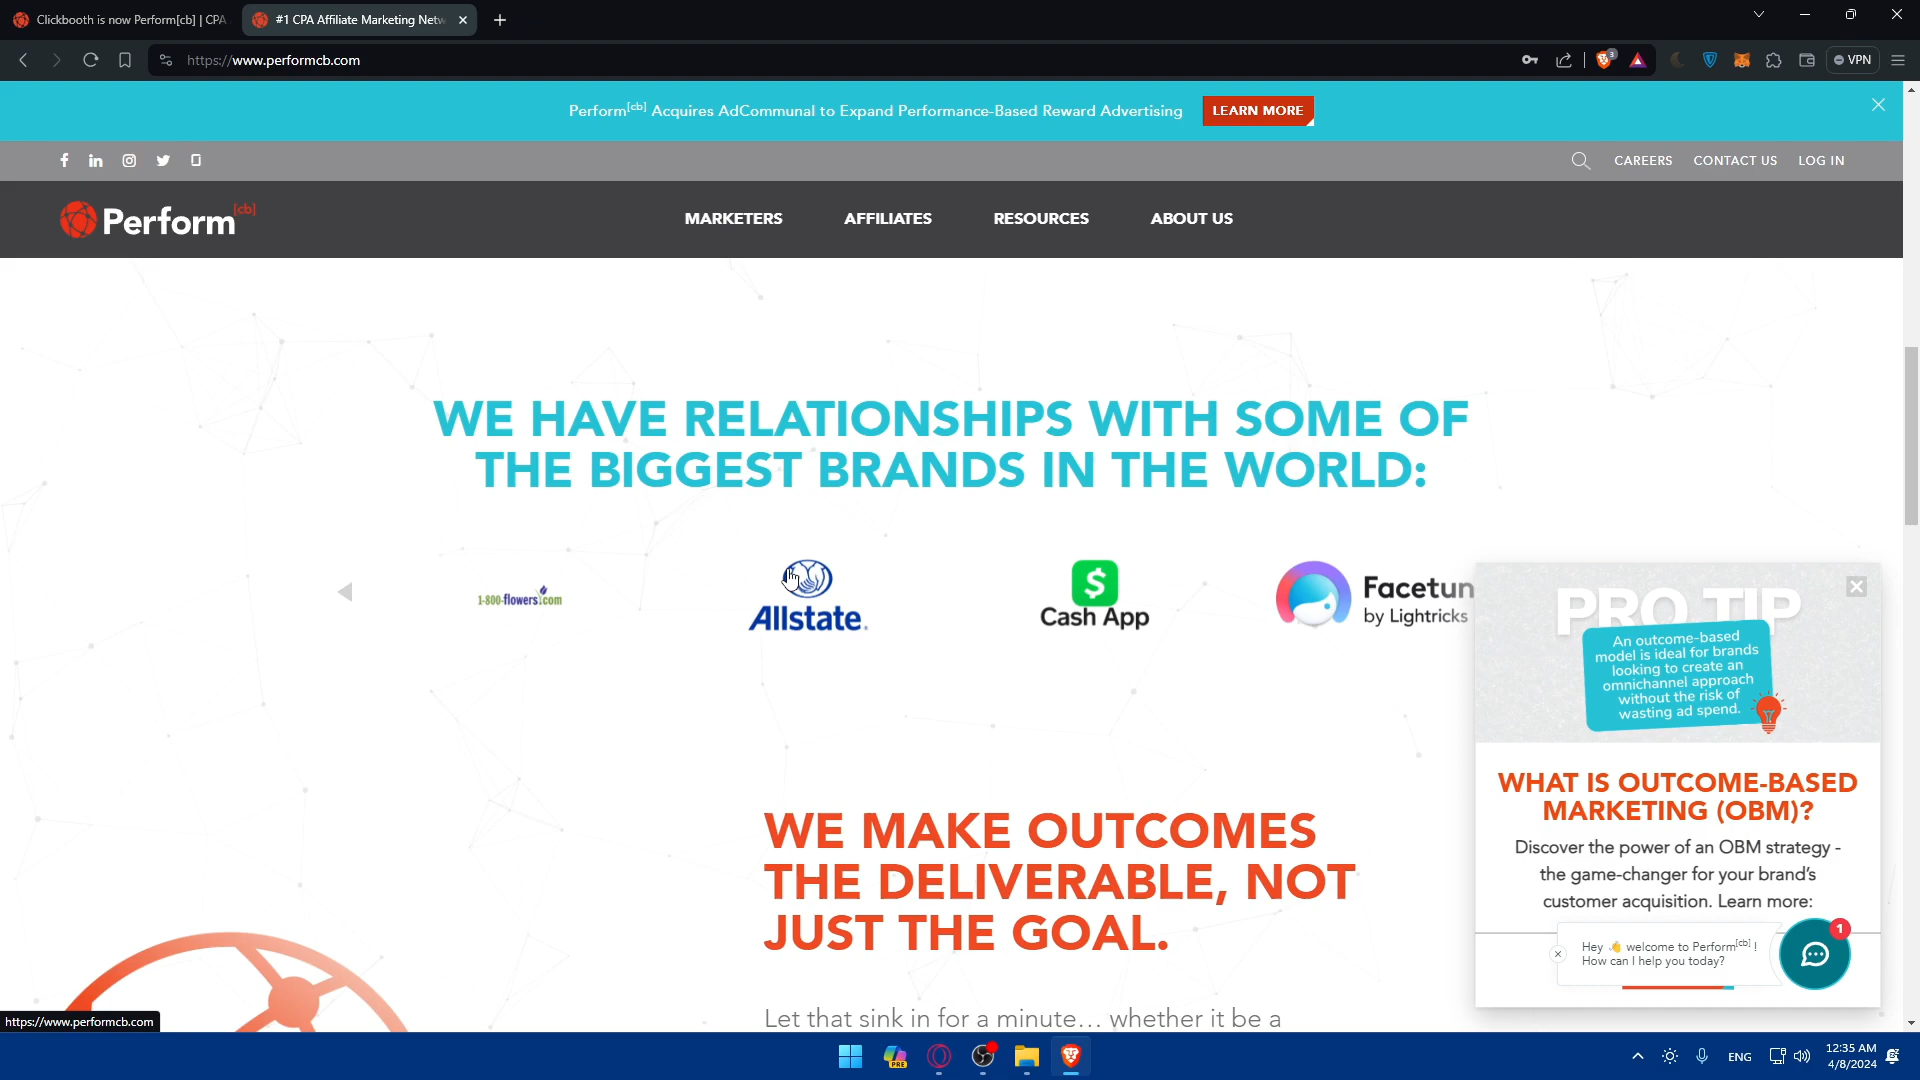 Clickbooth is now Perform[cb] | CPA
#1 CPA Affiliate Marketing Netw
https://www.performcb.com
3
VPN
Perform[cb] Acquires AdCommunal to Expand Performance-Based Reward Advertising
LEARN MORE
CAREERS
CONTACT US
LOG IN
Perform[cb]
MARKETERS
AFFILIATES
RESOURCES
ABOUT US
WE HAVE RELATIONSHIPS WITH SOME OF
THE BIGGEST BRANDS IN THE WORLD:
1-800-flowers.com
Allstate.
Cash App
Facetun
by Lightricks
PRO TIP
An outcome-based
model is ideal for brands
looking to create an
omnichannel approach
without the risk of
wasting ad spend.
WHAT IS OUTCOME-BASED
MARKETING (OBM)?
Discover the power of an OBM strategy -
the game-changer for your brand's
customer acquisition. Learn more:
Hey 👋 welcome to Perform[cb] !
How can I help you today?
1
WE MAKE OUTCOMES
THE DELIVERABLE, NOT
JUST THE GOAL.
Let that sink in for a minute... whether it be a
https://www.performcb.com
PRE
ENG
12:35 AM
4/8/2024